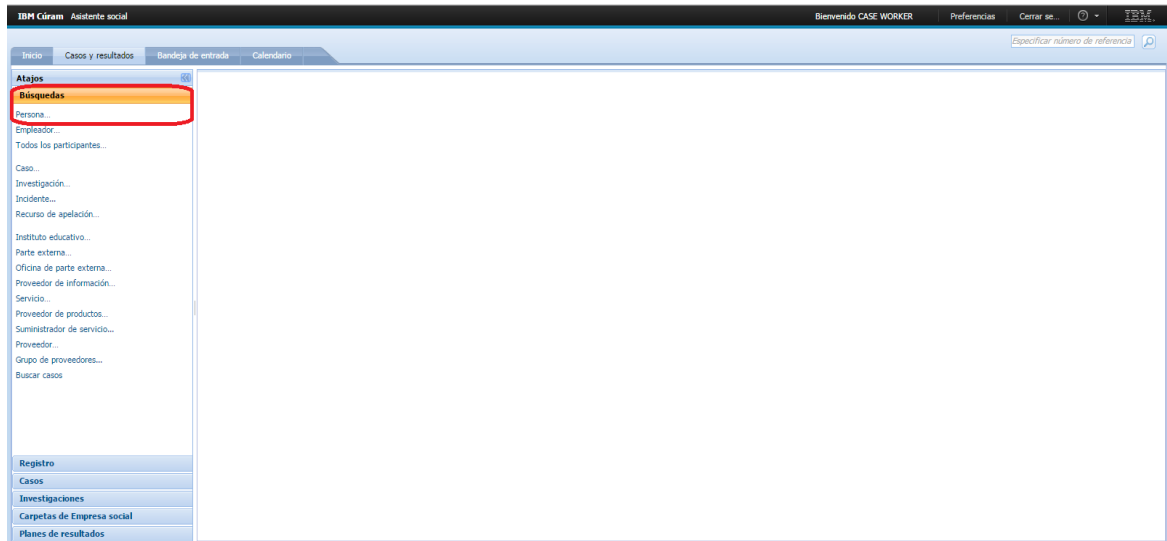 IBM Cúram Asistente social Bienvenido CASE WORKER Preferencias Cerrar se... IBM.
Especificar número de referencia
Inicio Casos y resultados Bandeja de entrada Calendario
Atajos
Búsquedas
Persona...
Empleador...
Todos los participantes...
Caso...
Investigación...
Incidente...
Recurso de apelación...
Instituto educativo...
Parte externa...
Oficina de parte externa...
Proveedor de información...
Servicio...
Proveedor de productos...
Suministrador de servicio...
Proveedor...
Grupo de proveedores...
Buscar casos
Registro
Casos
Investigaciones
Carpetas de Empresa social
Planes de resultados